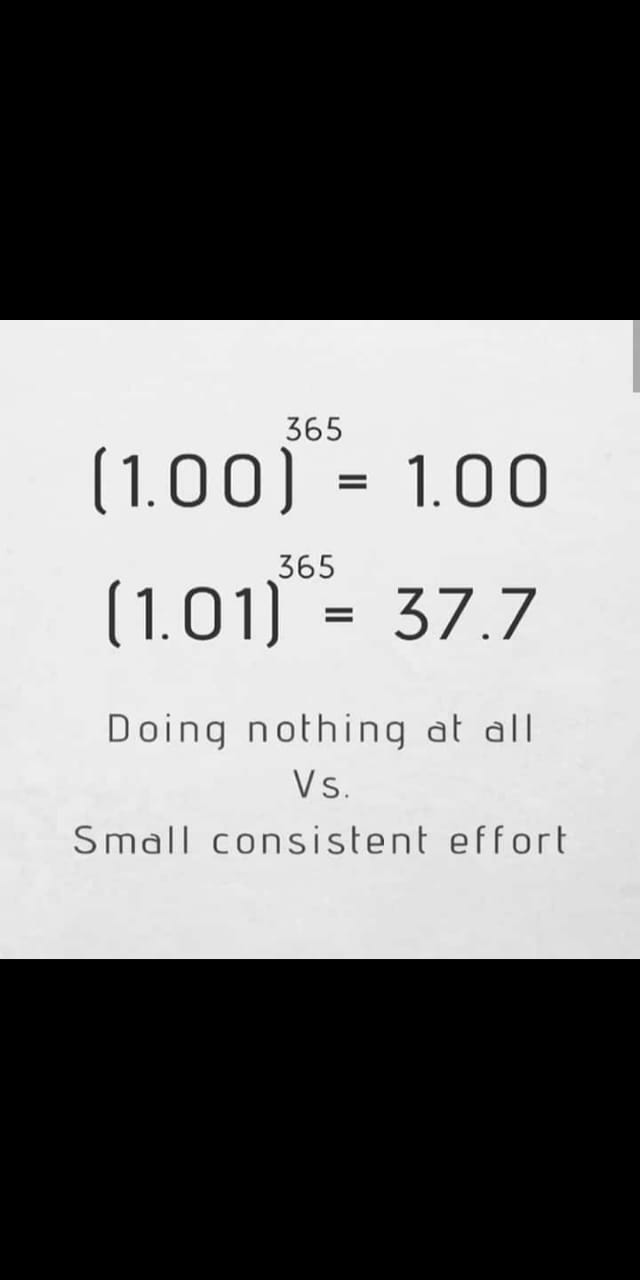 (1.00)³⁶⁵ = 1.00
(1.01)³⁶⁵ = 37.7
Doing nothing at all
Vs.
Small consistent effort